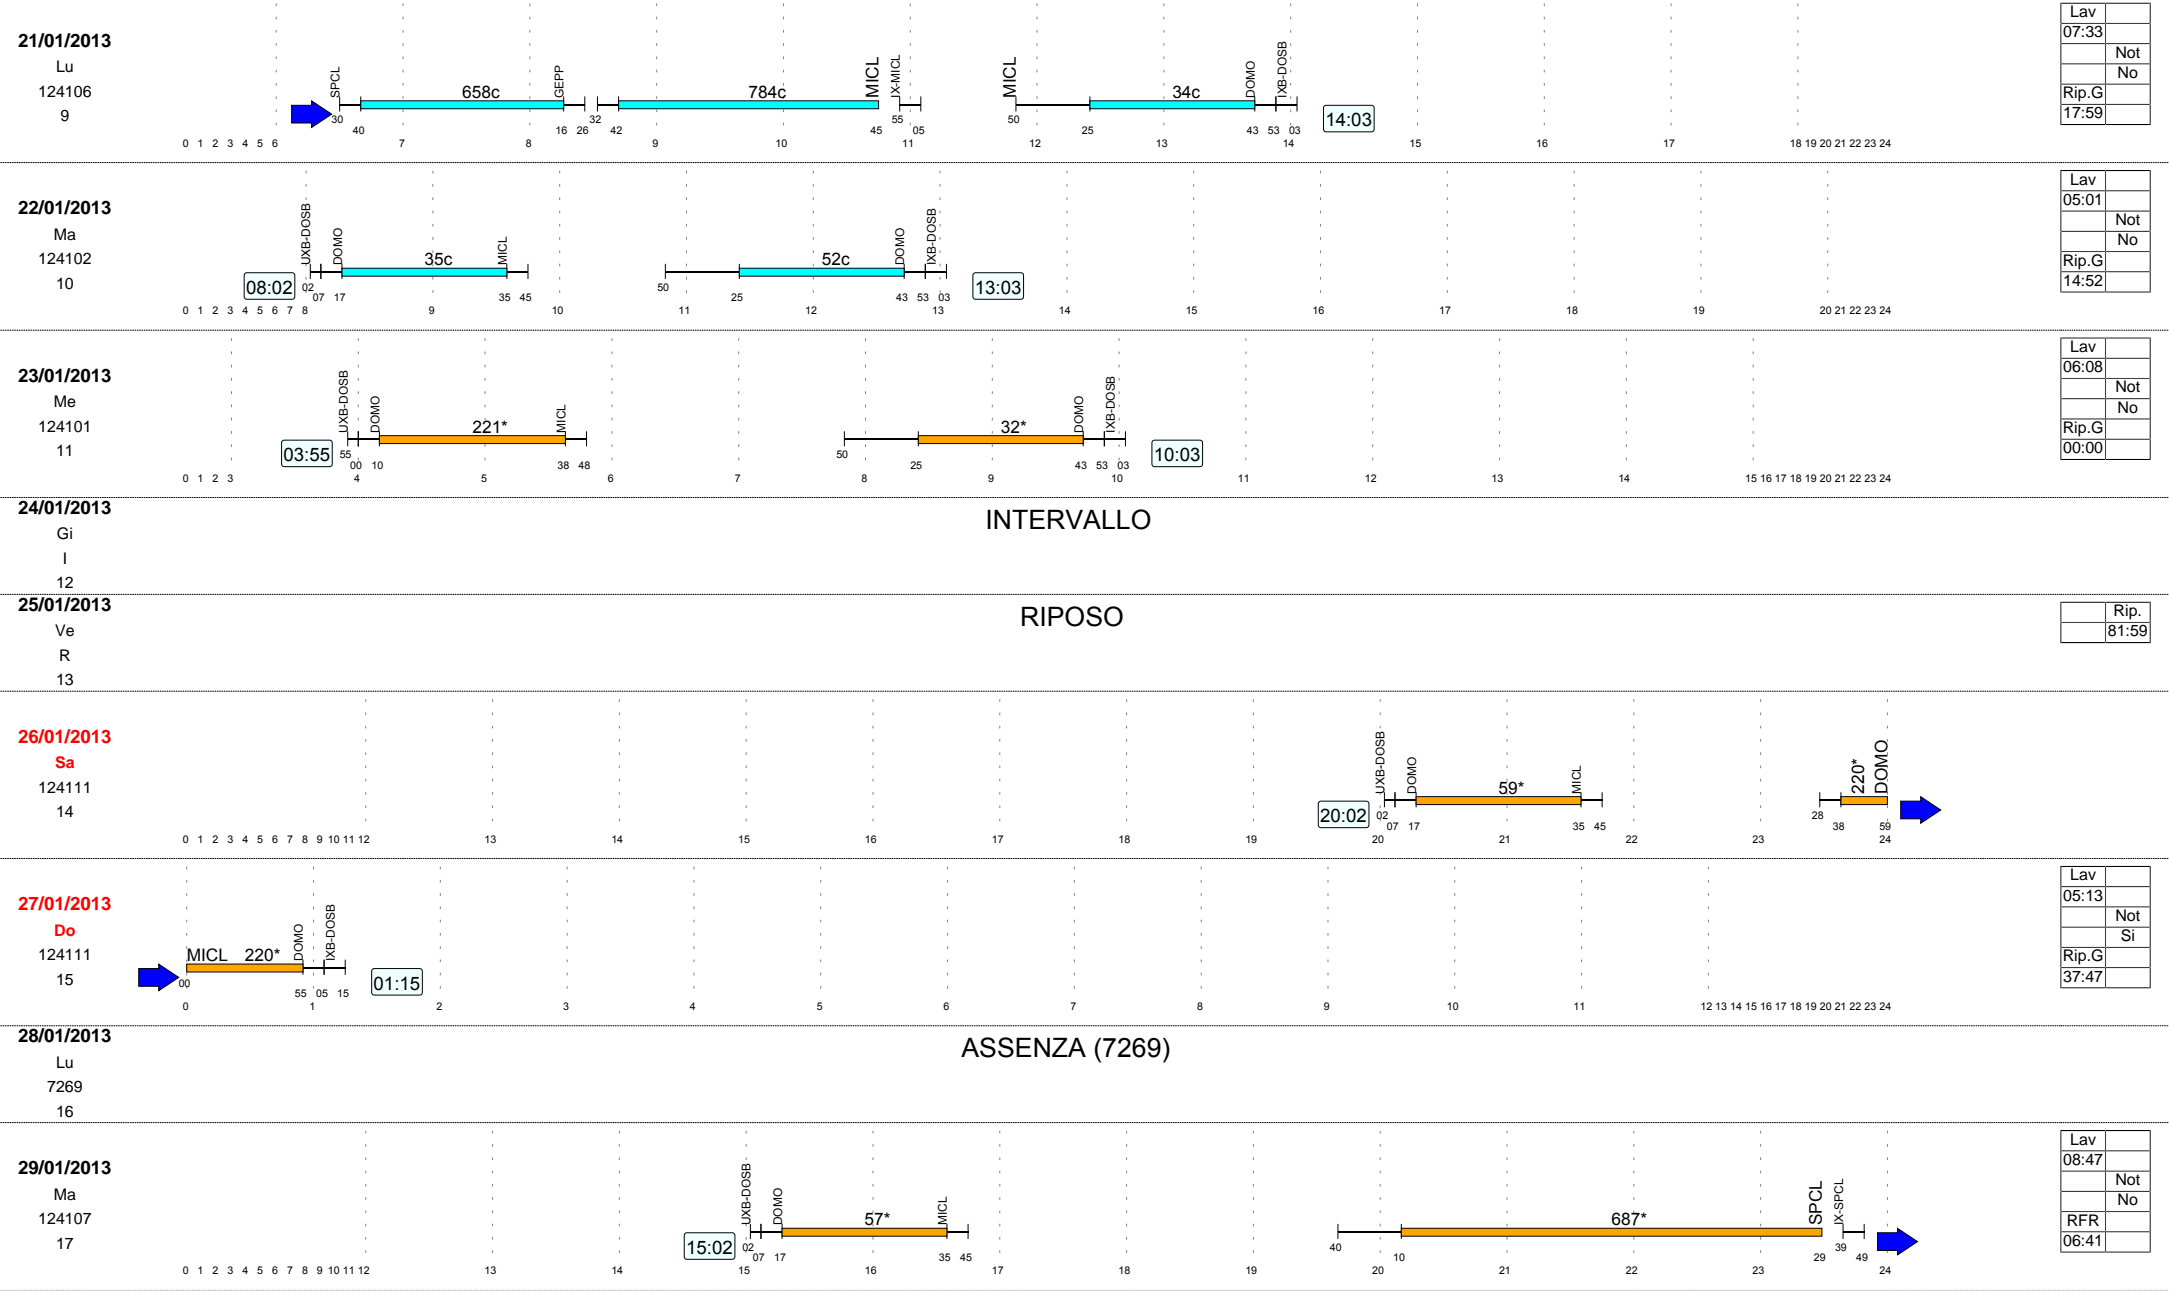 21/01/2013
Lu
124106
9
SPCL 658c GEPP 784c MICL IX-MICL MICL 34c DOMO IXB-DOSB
30 40 16 26 32 42 45 55 05 50 25 43 53 03 14:03
0 1 2 3 4 5 6 7 8 9 10 11 12 13 14 15 16 17 18 19 20 21 22 23 24
Lav
07:33
Not
No
Rip.G
17:59
22/01/2013
Ma
124102
10
UXB-DOSB DOMO 35c MICL 52c DOMO IXB-DOSB
08:02 02 07 17 35 45 50 25 43 53 03 13:03
0 1 2 3 4 5 6 7 8 9 10 11 12 13 14 15 16 17 18 19 20 21 22 23 24
Lav
05:01
Not
No
Rip.G
14:52
23/01/2013
Me
124101
11
UXB-DOSB DOMO 221* MICL 32* DOMO IXB-DOSB
03:55 55 00 10 38 48 50 25 43 53 03 10:03
0 1 2 3 4 5 6 7 8 9 10 11 12 13 14 15 16 17 18 19 20 21 22 23 24
Lav
06:08
Not
No
Rip.G
00:00
24/01/2013
Gi
I
12
INTERVALLO
25/01/2013
Ve
R
13
RIPOSO
Rip.
81:59
26/01/2013
Sa
124111
14
UXB-DOSB DOMO 59* MICL 220* DOMO
20:02 02 07 17 35 45 28 38 59
0 1 2 3 4 5 6 7 8 9 10 11 12 13 14 15 16 17 18 19 20 21 22 23 24
27/01/2013
Do
124111
15
MICL 220* DOMO IXB-DOSB
00 55 05 15 01:15
0 1 2 3 4 5 6 7 8 9 10 11 12 13 14 15 16 17 18 19 20 21 22 23 24
Lav
05:13
Not
Si
Rip.G
37:47
28/01/2013
Lu
7269
16
ASSENZA (7269)
29/01/2013
Ma
124107
17
UXB-DOSB DOMO 57* MICL 687* SPCL IX-SPCL
15:02 02 07 17 35 45 40 10 29 39 49
0 1 2 3 4 5 6 7 8 9 10 11 12 13 14 15 16 17 18 19 20 21 22 23 24
Lav
08:47
Not
No
RFR
06:41